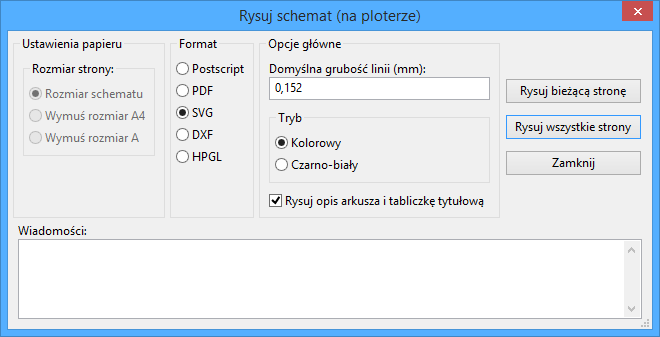 Rysuj schemat (na ploterze)
Ustawienia papieru
Rozmiar strony:
Rozmiar schematu
Wymuś rozmiar A4
Wymuś rozmiar A
Format
Postscript
PDF
SVG
DXF
HPGL
Opcje główne
Domyślna grubość linii (mm):
0,152
Tryb
Kolorowy
Czarno-biały
Rysuj opis arkusza i tabliczkę tytułową
Rysuj bieżącą stronę
Rysuj wszystkie strony
Zamknij
Wiadomości: